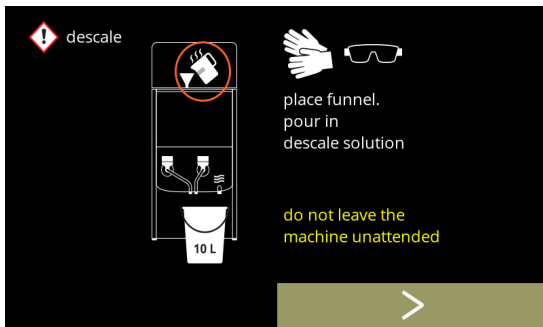 descale
place funnel.
pour in
descale solution
do not leave the
machine unattended
10 L